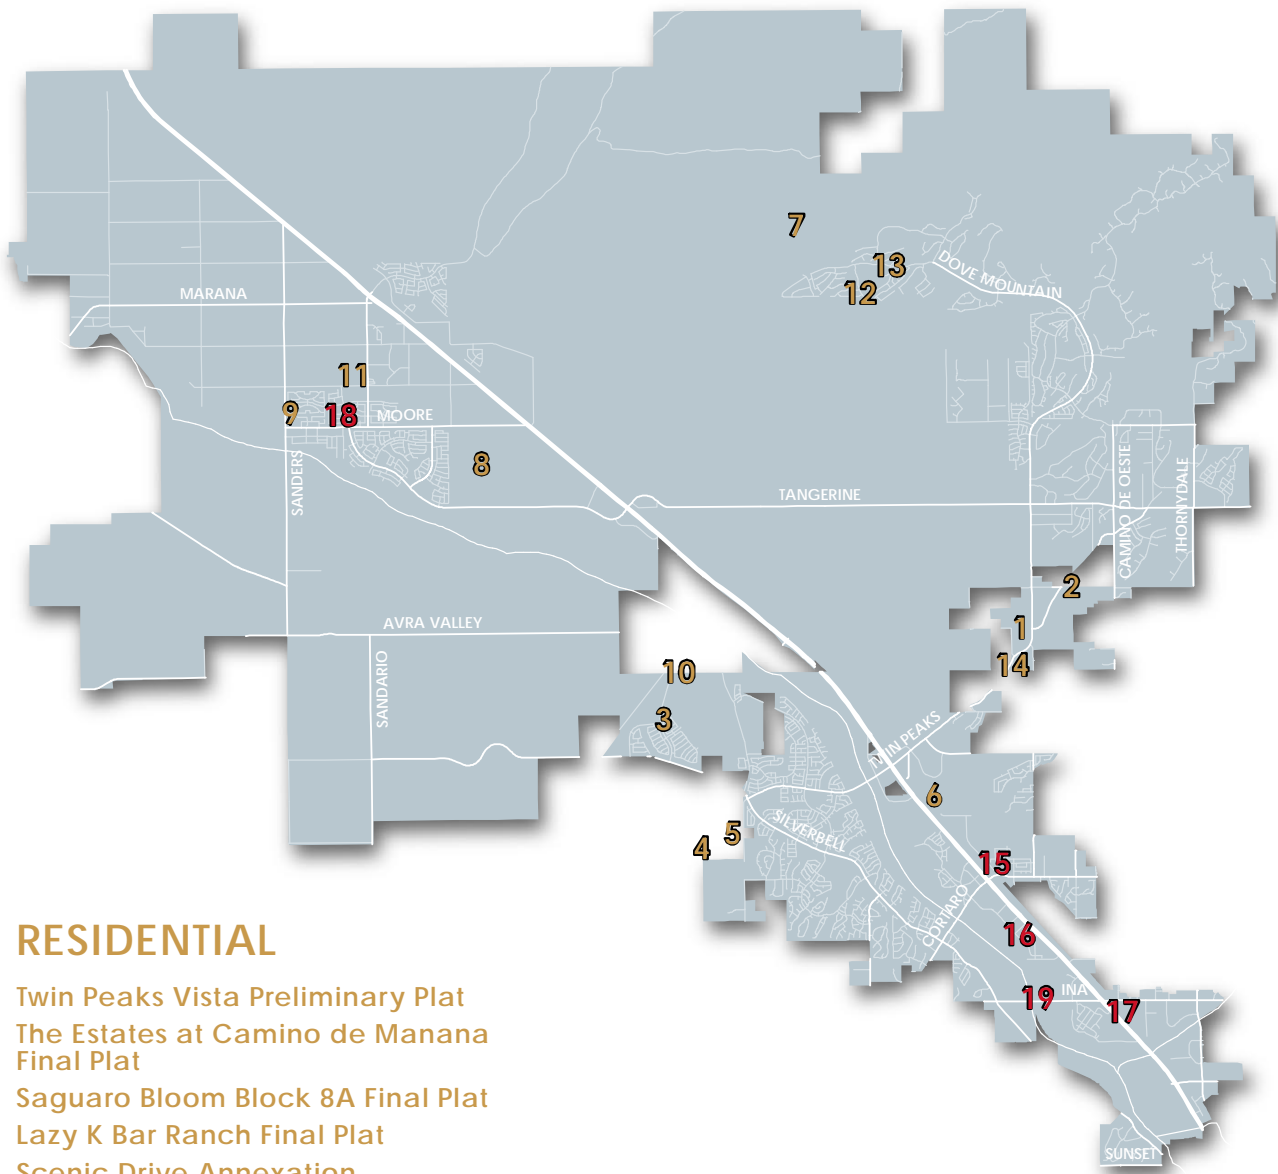 7
13
DOVE MOUNTAIN
12
MARANA
11
9
18
MOORE
8
SANDERS
TANGERINE
CAMINO DE OESTE
THORNYDALE
2
1
14
AVRA VALLEY
SANDARIO
10
3
TWIN PEAKS
6
5
4
SILVERBELL
15
CORTARO
16
19
INA
17
SUNSET
RESIDENTIAL
Twin Peaks Vista Preliminary Plat
The Estates at Camino de Manana
Final Plat
Saguaro Bloom Block 8A Final Plat
Lazy K Bar Ranch Final Plat
Scenic Drive Annexation